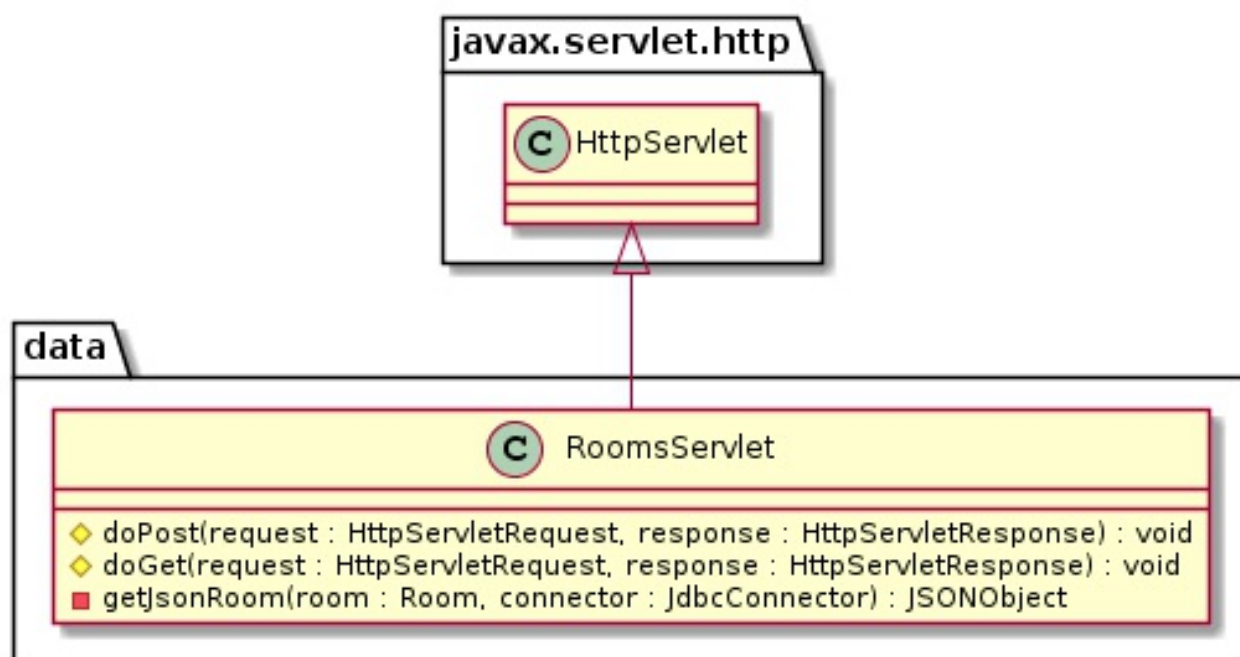 javax.servlet.http
C HttpServlet
data
C RoomsServlet
doPost(request : HttpServletRequest, response : HttpServletResponse) : void
doGet(request : HttpServletRequest, response : HttpServletResponse) : void
getJsonRoom(room : Room, connector : JdbcConnector) : JSONObject